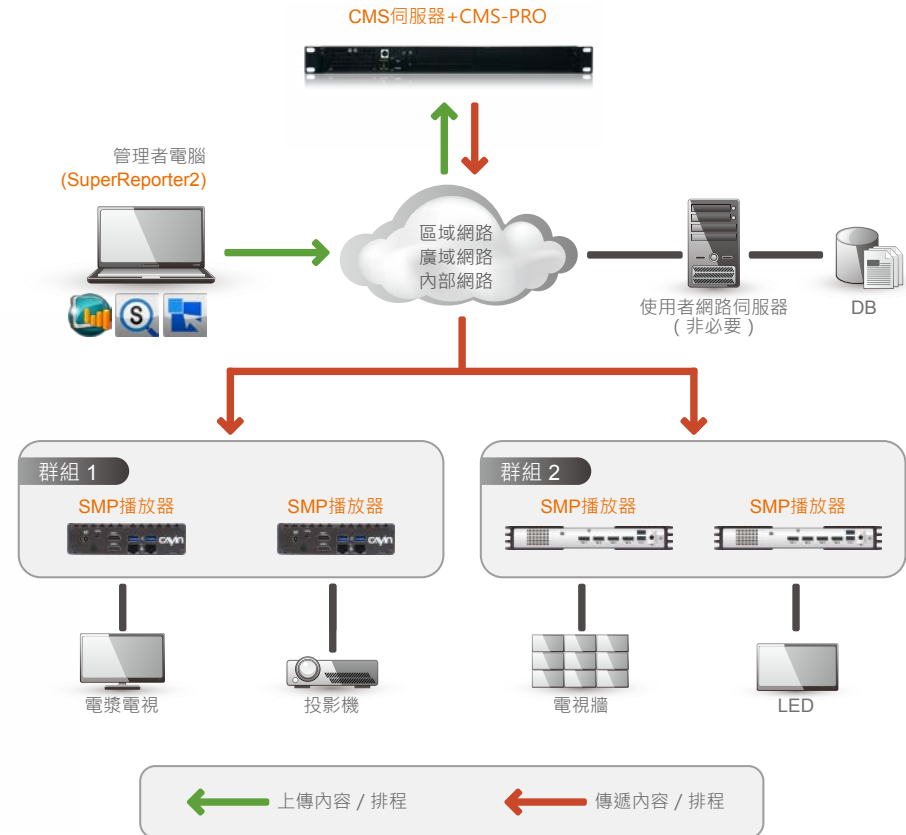 CMS伺服器+CMS-PRO
管理者電腦
(SuperReporter2)
區域網路
廣域網路
內部網路
使用者網路伺服器
( 非必要 )
DB
S
群組 1
SMP播放器
SMP播放器
CAYIN
CAYIN
群組 2
SMP播放器
SMP播放器
電漿電視
投影機
電視牆
LED
上傳內容 / 排程
傳遞內容 / 排程